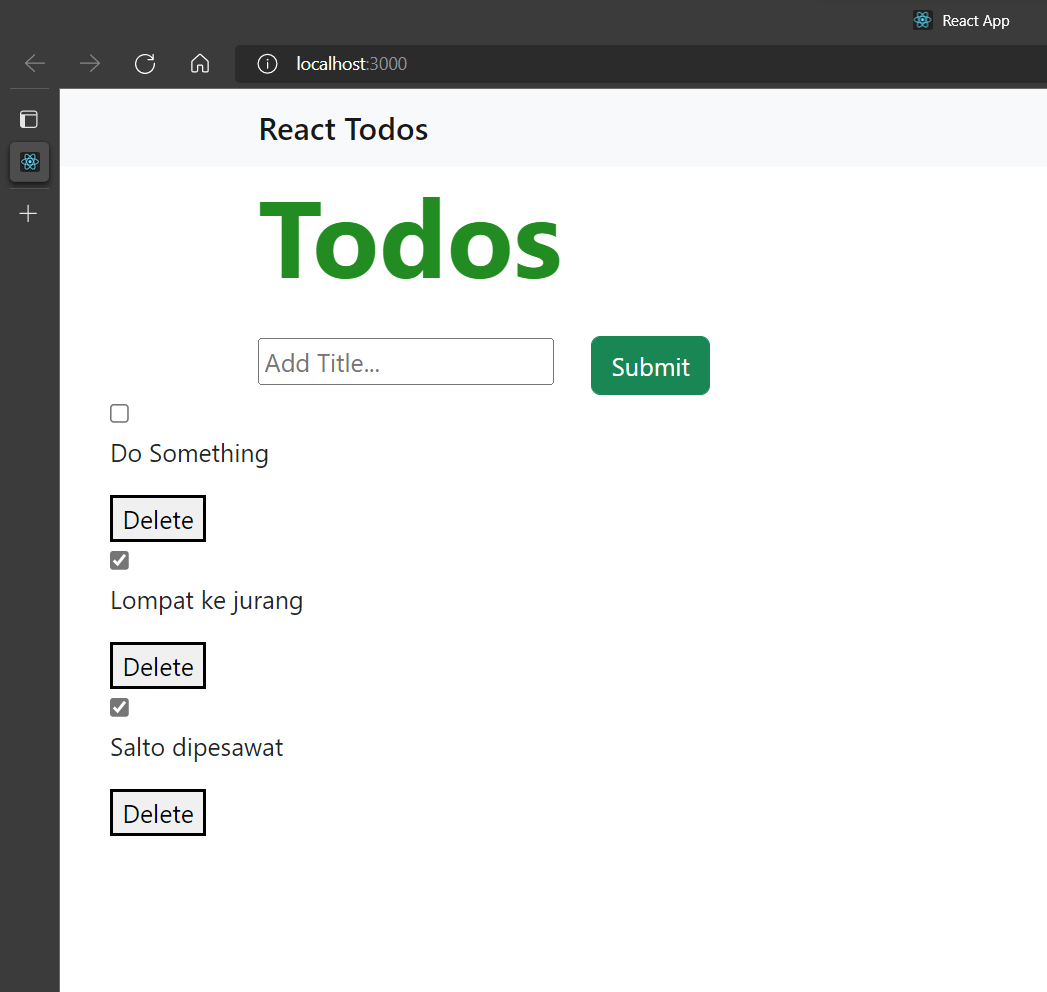 React App
localhost:3000
React Todos
Todos
Add Title...
Submit
Do Something
Delete
Lompat ke jurang
Delete
Salto dipesawat
Delete